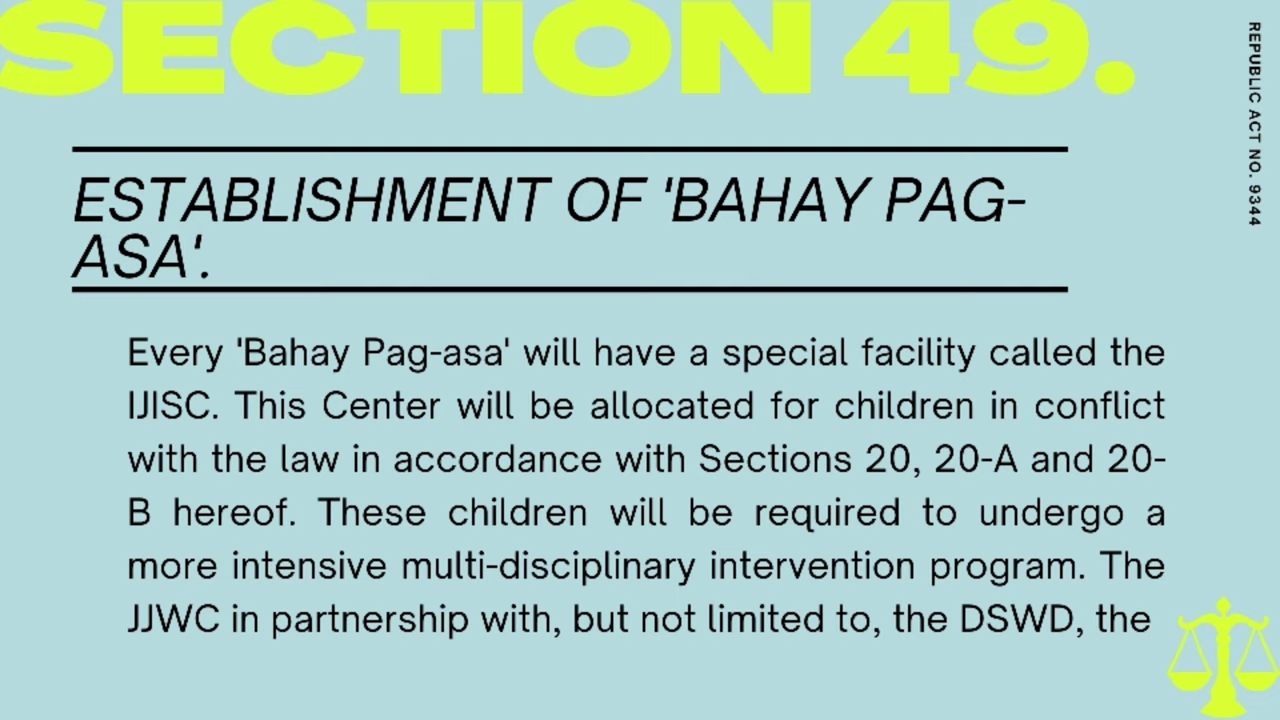 SECTION 49.
REPUBLIC ACT NO. 9344
ESTABLISHMENT OF 'BAHAY PAG-
ASA'.
Every 'Bahay Pag-asa' will have a special facility called the
IJISC. This Center will be allocated for children in conflict
with the law in accordance with Sections 20, 20-A and 20-
B hereof. These children will be required to undergo a
more intensive multi-disciplinary intervention program. The
JJWC in partnership with, but not limited to, the DSWD, the